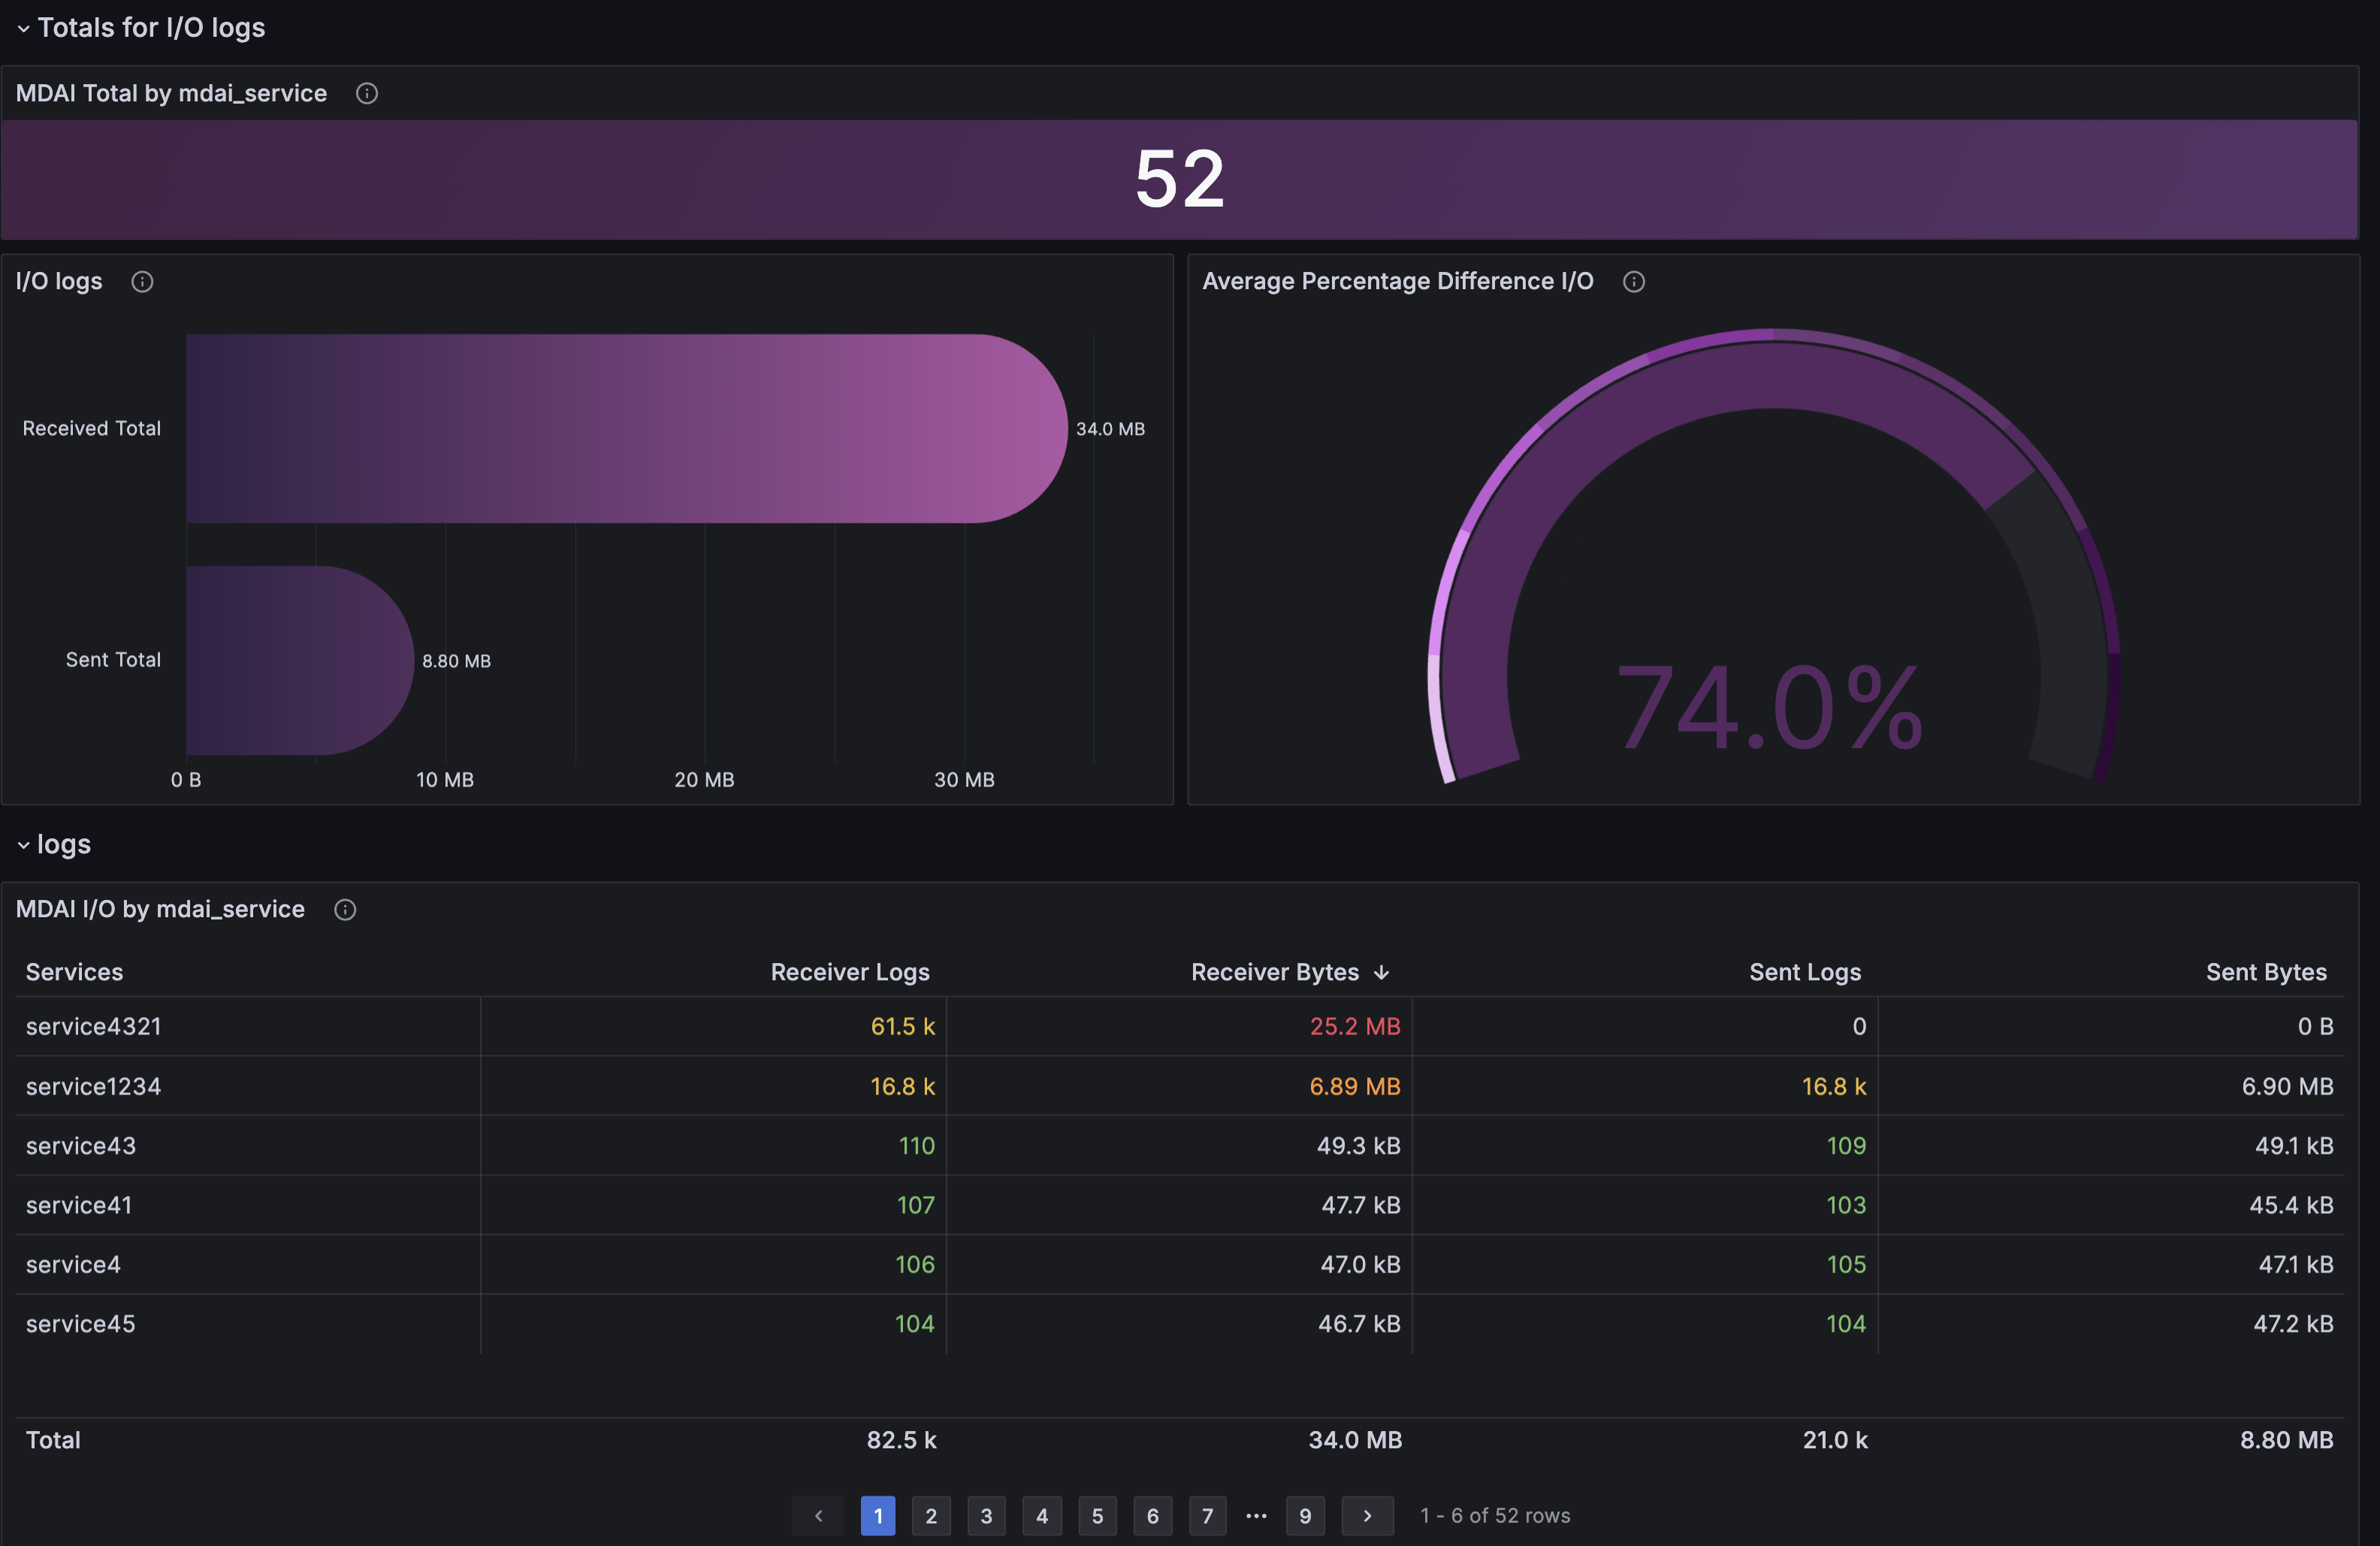 Totals for I/O logs
MDAI Total by mdai_service
52
I/O logs
Received Total
34.0 MB
Sent Total
8.80 MB
0 B 10 MB 20 MB 30 MB
Average Percentage Difference I/O
74.0%
logs
MDAI I/O by mdai_service
Services Receiver Logs Receiver Bytes ↓ Sent Logs Sent Bytes
service4321 61.5 k 25.2 MB 0 0 B
service1234 16.8 k 6.89 MB 16.8 k 6.90 MB
service43 110 49.3 kB 109 49.1 kB
service41 107 47.7 kB 103 45.4 kB
service4 106 47.0 kB 105 47.1 kB
service45 104 46.7 kB 104 47.2 kB
Total 82.5 k 34.0 MB 21.0 k 8.80 MB
‹ 1 2 3 4 5 6 7 ••• 9 › 1 - 6 of 52 rows